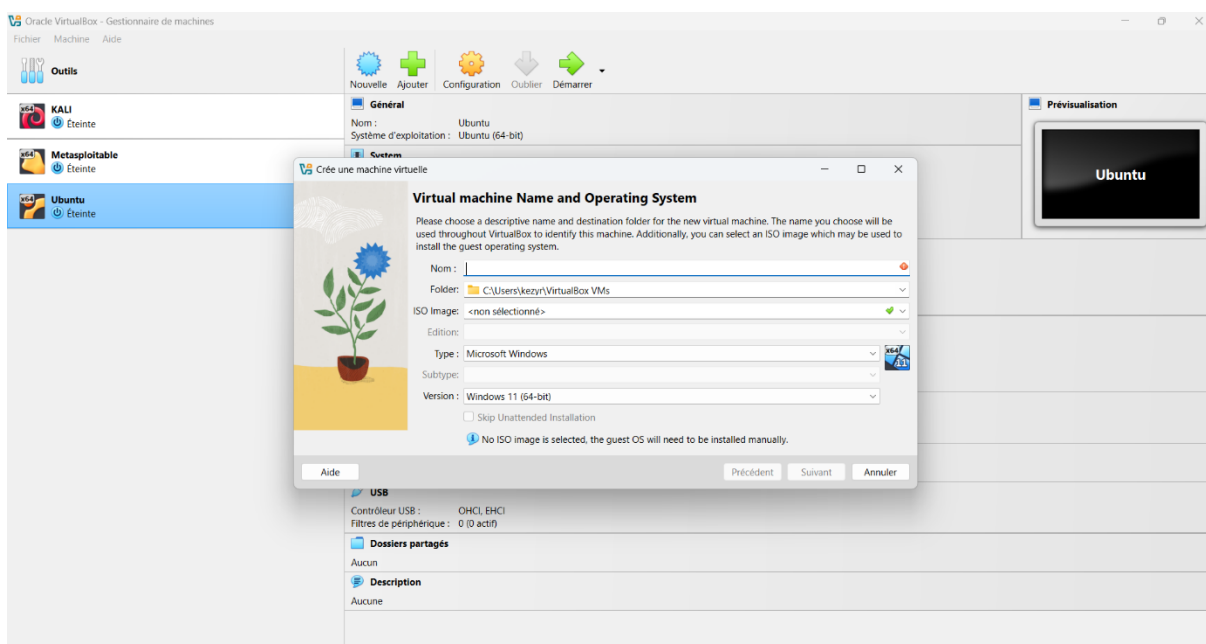 Oracle VirtualBox - Gestionnaire de machines
Fichier Machine Aide
Outils
Nouvelle Ajouter Configuration Oublier Démarrer
x64 KALI
Éteinte
x64 Metasploitable
Éteinte
x64 Ubuntu
Éteinte
Général
Nom : Ubuntu
Système d'exploitation : Ubuntu (64-bit)
System
Prévisualisation
Ubuntu
Crée une machine virtuelle
Virtual machine Name and Operating System
Please choose a descriptive name and destination folder for the new virtual machine. The name you choose will be
used throughout VirtualBox to identify this machine. Additionally, you can select an ISO image which may be used to
install the guest operating system.
Nom :
Folder: C:\Users\kezyr\VirtualBox VMs
ISO Image: <non sélectionné>
Edition:
Type : Microsoft Windows
x64 11
Subtype:
Version : Windows 11 (64-bit)
Skip Unattended Installation
No ISO image is selected, the guest OS will need to be installed manually.
Aide Précédent Suivant Annuler
USB
Contrôleur USB : OHCI, EHCI
Filtres de périphérique : 0 (0 actif)
Dossiers partagés
Aucun
Description
Aucune